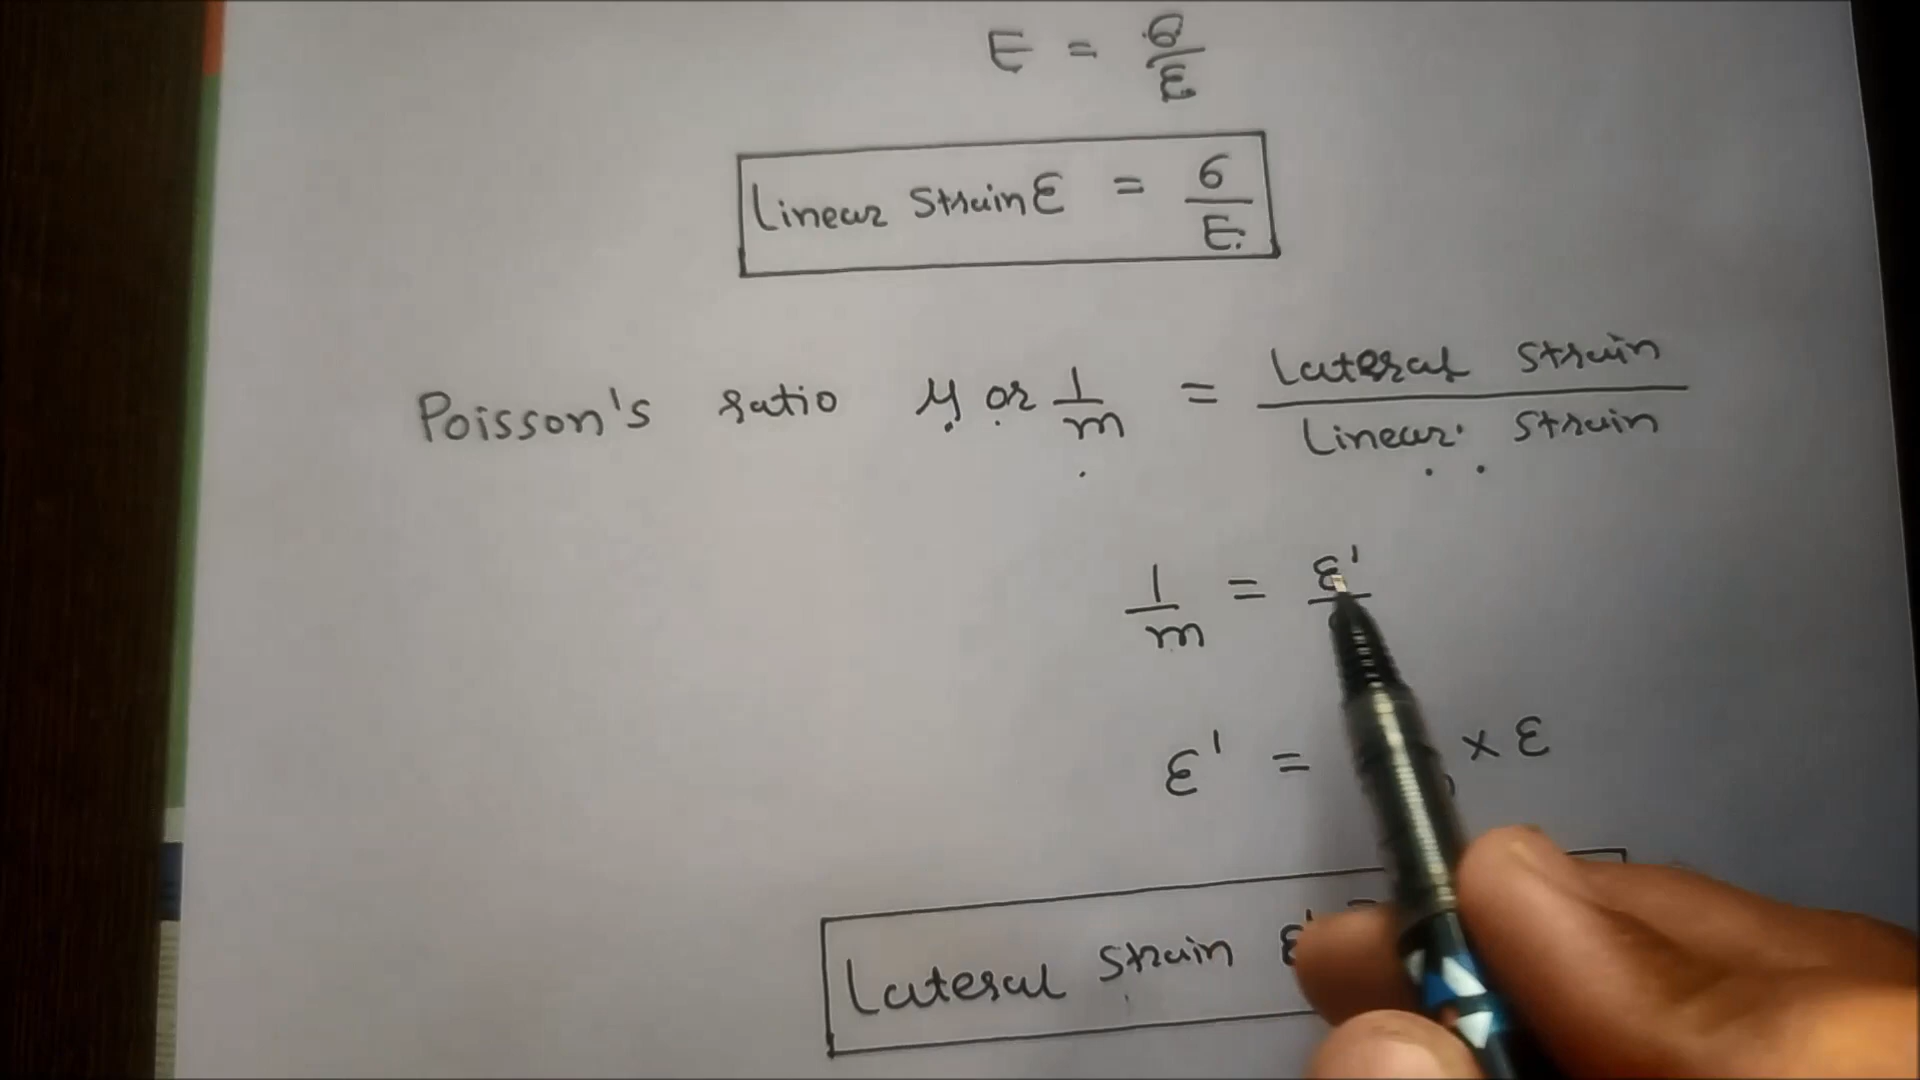 E = σ/ε
Linear Strain ε = σ/E
Poisson's ratio μ or 1/m = Lateral Strain/Linear Strain
1/m = ε'/
ε' = × ε
Lateral Strain ε'